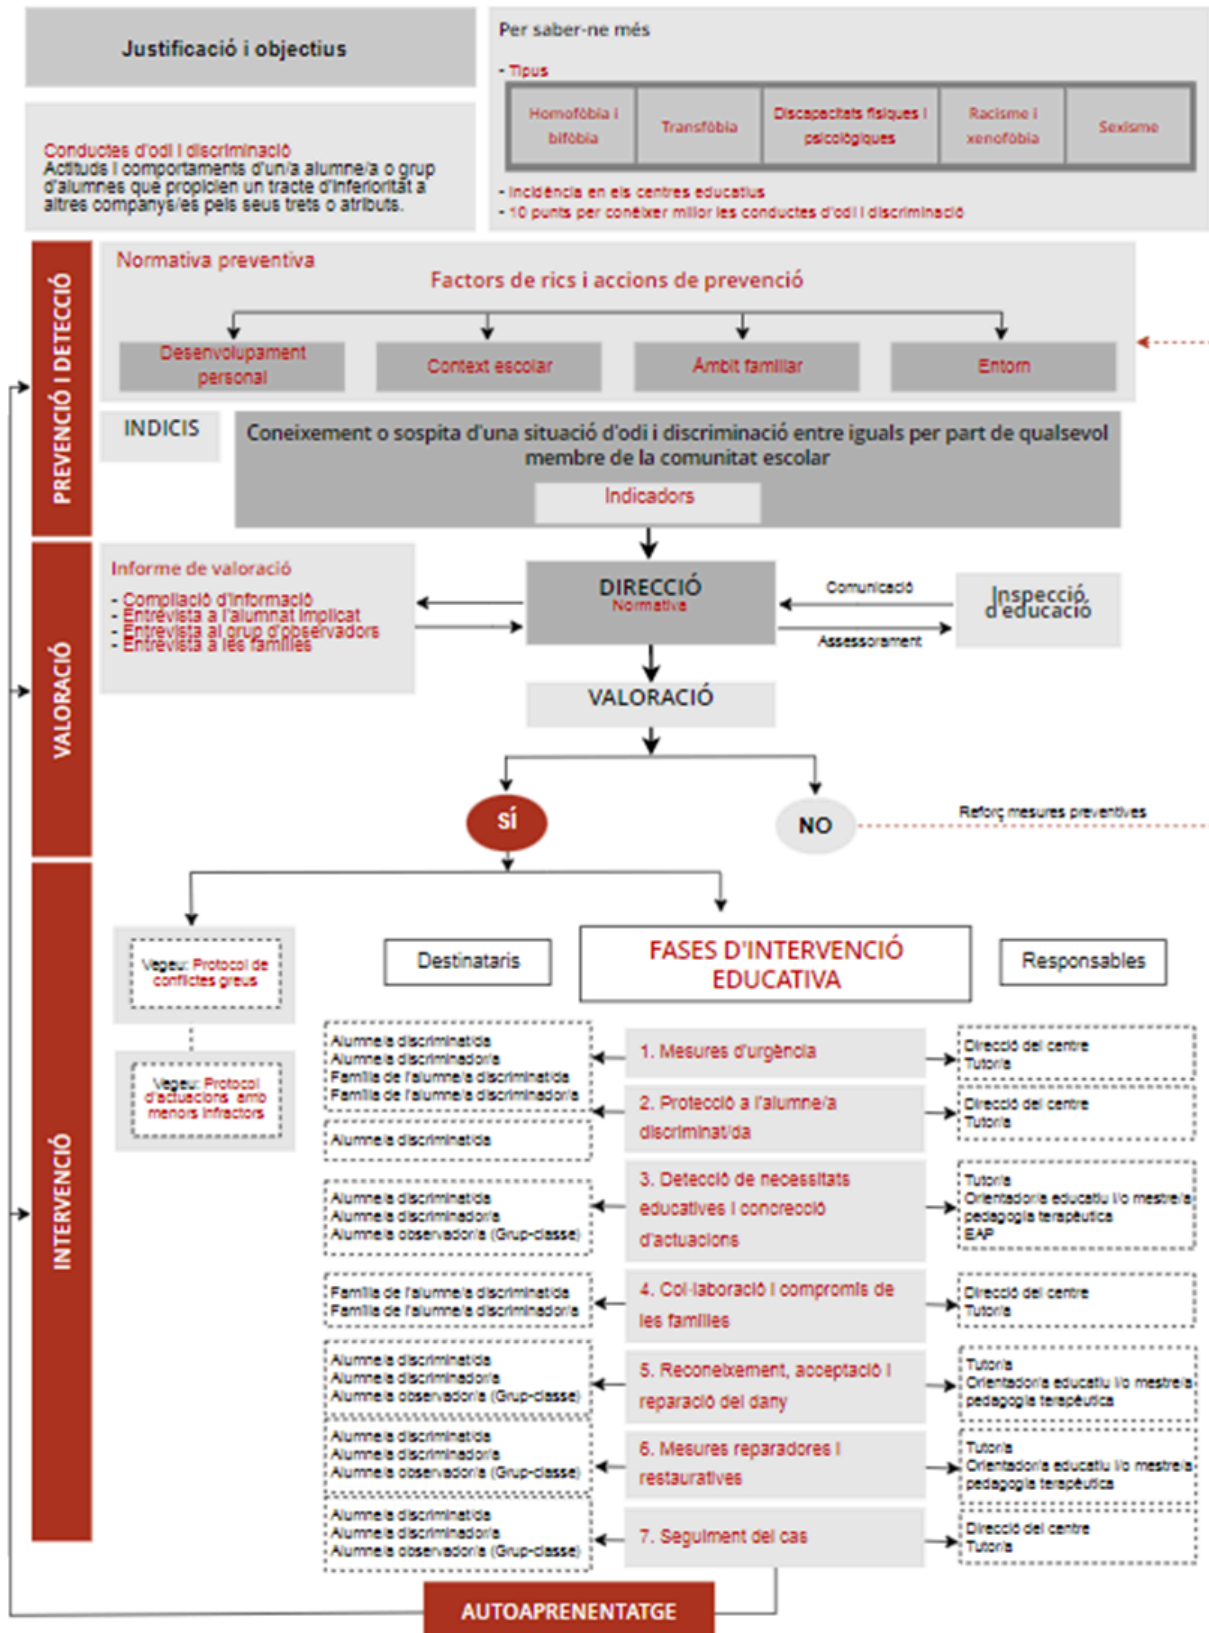 Justificació i objectius
Conductes d'odi i discriminació
Actituds i comportaments d'un/a alumne/a o grup
d'alumnes que propicien un tracte d'inferioritat a
altres companys/es pels seus trets o atributs.
Per saber-ne més
- Tipus
Homofòbia i
bifòbia
Transfòbia
Discapacitats físiques i
psicològiques
Racisme i
xenofòbia
Sexisme
- Incidència en els centres educatius
- 10 punts per conèixer millor les conductes d'odi i discriminació
PREVENCIÓ I DETECCIÓ
Normativa preventiva
Factors de rics i accions de prevenció
Desenvolupament
personal
Context escolar
Àmbit familiar
Entorn
INDICIS
Coneixement o sospita d'una situació d'odi i discriminació entre iguals per part de qualsevol
membre de la comunitat escolar
Indicadors
VALORACIÓ
Informe de valoració
- Compilació d'informació
- Entrevista a l'alumnat implicat
- Entrevista al grup d'observadors
- Entrevista a les famílies
DIRECCIÓ
Normativa
Comunicació
Assessorament
Inspecció
d'educació
VALORACIÓ
SÍ
NO
Reforç mesures preventives
INTERVENCIÓ
Vegeu: Protocol de
conflictes greus
Vegeu: Protocol
d'actuacions amb
menors infractors
Destinataris
FASES D'INTERVENCIÓ
EDUCATIVA
Responsables
Alumne/a discriminat/da
Alumne/a discriminador/a
Família de l'alumne/a discriminat/da
Família de l'alumne/a discriminador/a
1. Mesures d'urgència
Direcció del centre
Tutor/a
Alumne/a discriminat/da
2. Protecció a l'alumne/a
discriminat/da
Direcció del centre
Tutor/a
Alumne/a discriminat/da
Alumne/a discriminador/a
Alumne/a observador/a (Grup-classe)
3. Detecció de necessitats
educatives i concrecció
d'actuacions
Tutor/a
Orientador/a educatiu i/o mestre/a
pedagogia terapèutica
EAP
Família de l'alumne/a discriminat/da
Família de l'alumne/a discriminador/a
4. Col·laboració i compromís de
les famílies
Direcció del centre
Tutor/a
Alumne/a discriminat/da
Alumne/a discriminador/a
Alumne/a observador/a (Grup-classe)
5. Reconeixement, acceptació i
reparació del dany
Tutor/a
Orientador/a educatiu i/o mestre/a
pedagogia terapèutica
Alumne/a discriminat/da
Alumne/a discriminador/a
Alumne/a observador/a (Grup-classe)
6. Mesures reparadores i
restauratives
Tutor/a
Orientador/a educatiu i/o mestre/a
pedagogia terapèutica
Alumne/a discriminat/da
Alumne/a discriminador/a
Alumne/a observador/a (Grup-classe)
7. Seguiment del cas
Direcció del centre
Tutor/a
AUTOAPRENENTATGE